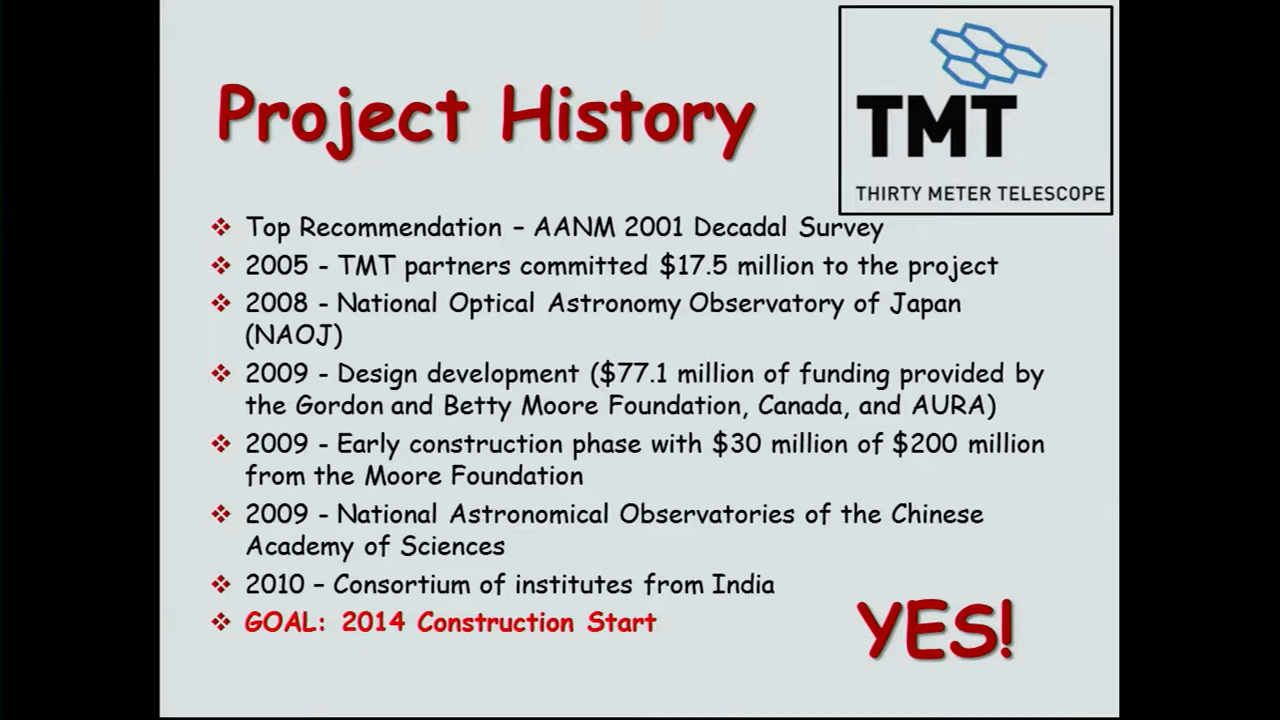 Project History
TMT
THIRTY METER TELESCOPE
❖ Top Recommendation – AANM 2001 Decadal Survey
❖ 2005 - TMT partners committed $17.5 million to the project
❖ 2008 - National Optical Astronomy Observatory of Japan
(NAOJ)
❖ 2009 - Design development ($77.1 million of funding provided by
the Gordon and Betty Moore Foundation, Canada, and AURA)
❖ 2009 - Early construction phase with $30 million of $200 million
from the Moore Foundation
❖ 2009 - National Astronomical Observatories of the Chinese
Academy of Sciences
❖ 2010 – Consortium of institutes from India
❖ GOAL: 2014 Construction Start
YES!